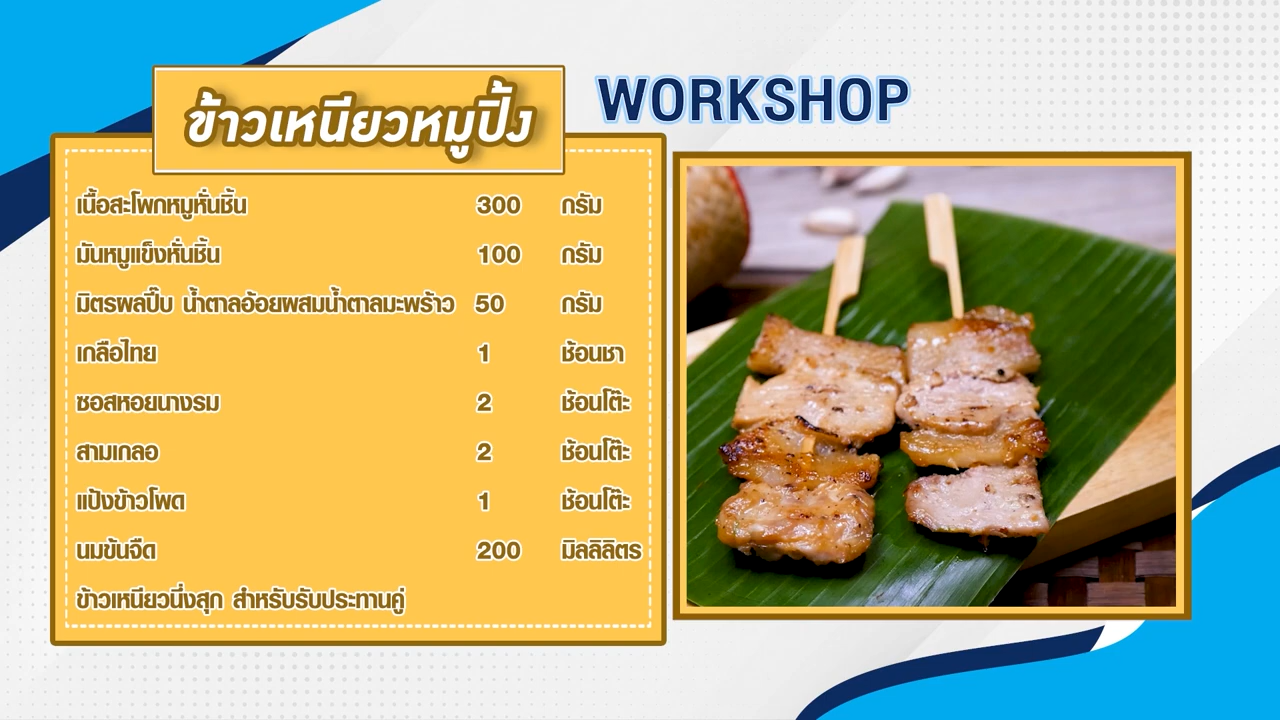 ข้าวเหนียวหมูปิ้ง
WORKSHOP
เนื้อสะโพกหมูหั่นชิ้น 300 กรัม
มันหมูแข็งหั่นชิ้น 100 กรัม
มิตรผลปี๊บ น้ำตาลอ้อยผสมน้ำตาลมะพร้าว 50 กรัม
เกลือไทย 1 ช้อนชา
ซอสหอยนางรม 2 ช้อนโต๊ะ
สามเกลอ 2 ช้อนโต๊ะ
แป้งข้าวโพด 1 ช้อนโต๊ะ
นมข้นจืด 200 มิลลิลิตร
ข้าวเหนียวนึ่งสุก สำหรับรับประทานคู่